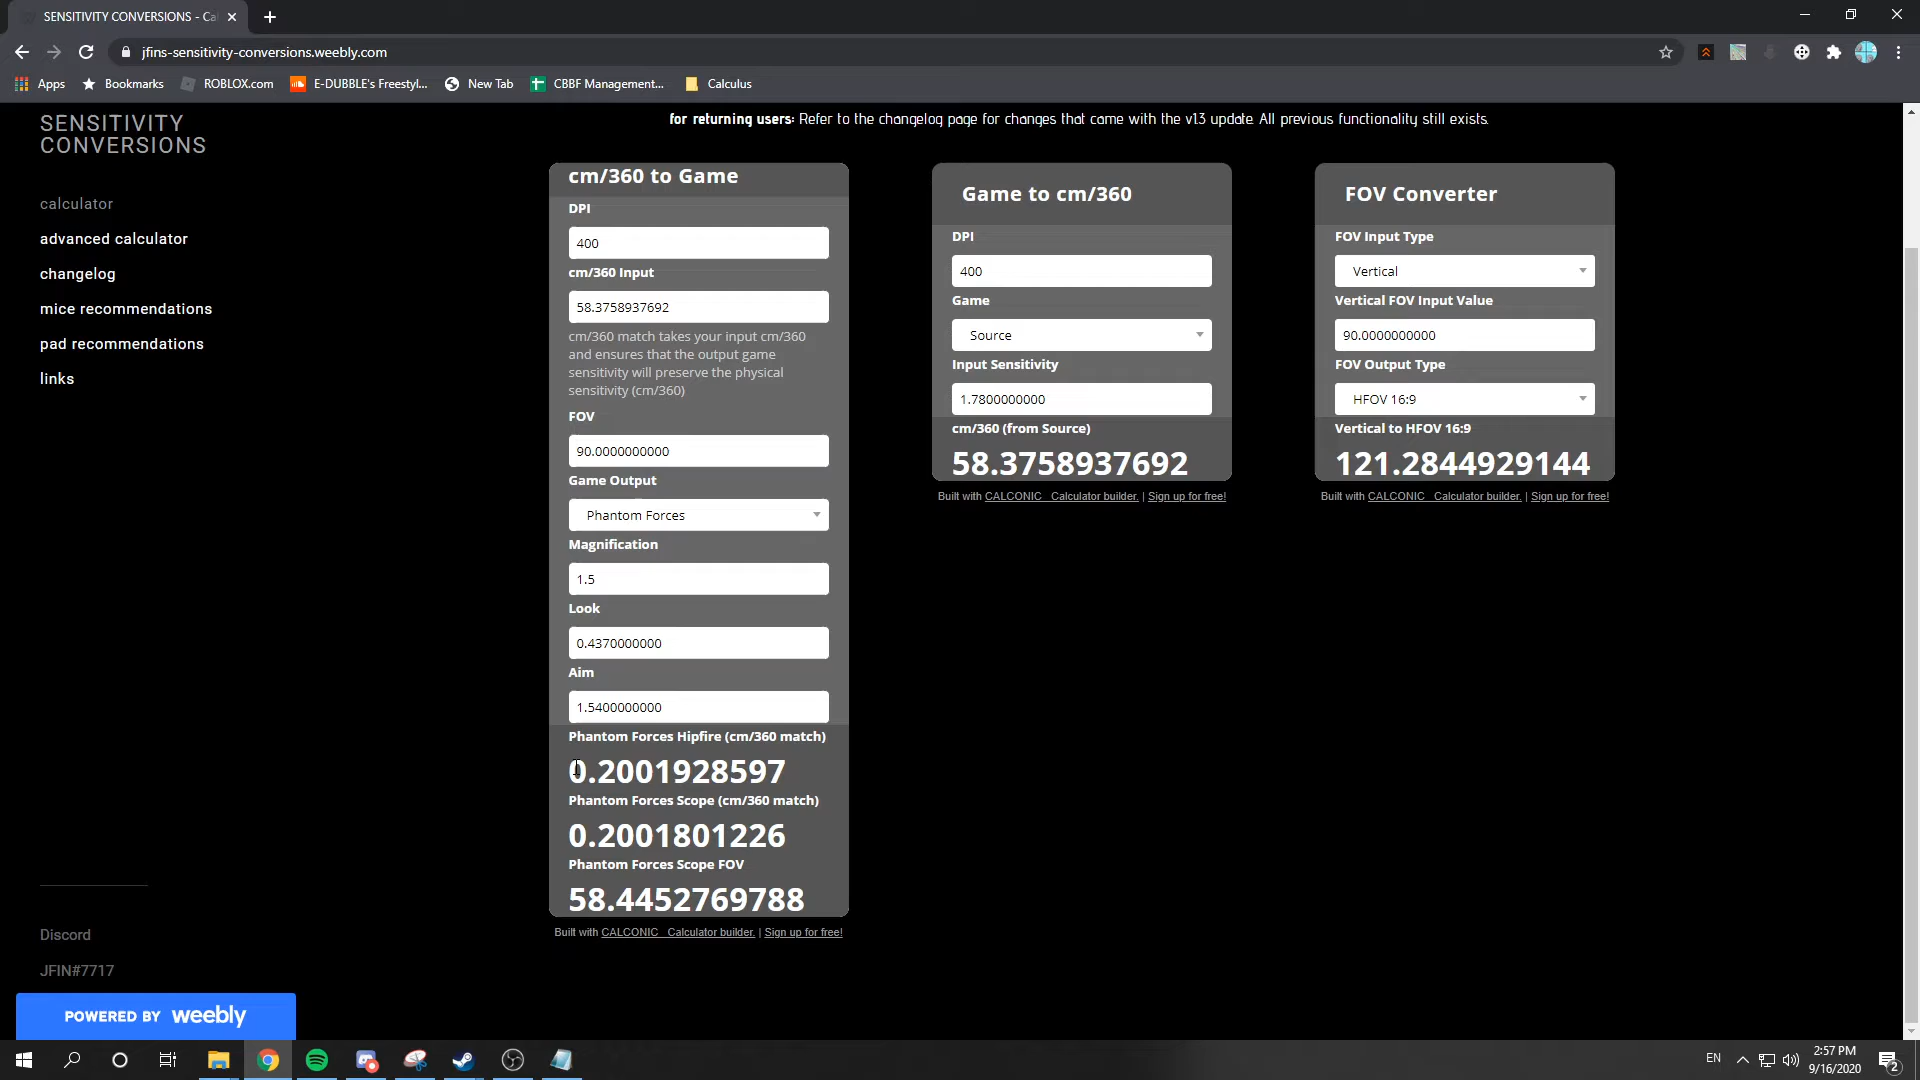 SENSITIVITY CONVERSIONS - Ca
jfins-sensitivity-conversions.weebly.com
Apps
Bookmarks
ROBLOX.com
E-DUBBLE's Freestyl...
New Tab
CBBF Management...
Calculus
SENSITIVITY
CONVERSIONS
calculator
advanced calculator
changelog
mice recommendations
pad recommendations
links
Discord
JFIN#7717
POWERED BY weebly
for returning users: Refer to the changelog page for changes that came with the v1.3 update. All previous functionality still exists.
cm/360 to Game
DPI
400
cm/360 Input
58.3758937692
cm/360 match takes your input cm/360
and ensures that the output game
sensitivity will preserve the physical
sensitivity (cm/360)
FOV
90.0000000000
Game Output
Phantom Forces
Magnification
1.5
Look
0.4370000000
Aim
1.5400000000
Phantom Forces Hipfire (cm/360 match)
0.2001928597
Phantom Forces Scope (cm/360 match)
0.2001801226
Phantom Forces Scope FOV
58.4452769788
Built with CALCONIC_ Calculator builder. | Sign up for free!
Game to cm/360
DPI
400
Game
Source
Input Sensitivity
1.7800000000
cm/360 (from Source)
58.3758937692
Built with CALCONIC_ Calculator builder. | Sign up for free!
FOV Converter
FOV Input Type
Vertical
Vertical FOV Input Value
90.0000000000
FOV Output Type
HFOV 16:9
Vertical to HFOV 16:9
121.2844929144
Built with CALCONIC_ Calculator builder. | Sign up for free!
EN
2:57 PM
9/16/2020
2